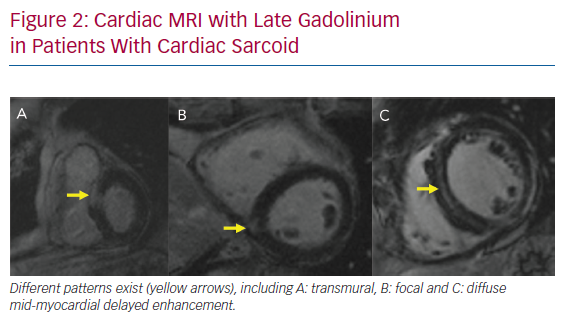 Figure 2: Cardiac MRI with Late Gadolinium
in Patients With Cardiac Sarcoid
A
B
C
Different patterns exist (yellow arrows), including A: transmural, B: focal and C: diffuse
mid-myocardial delayed enhancement.